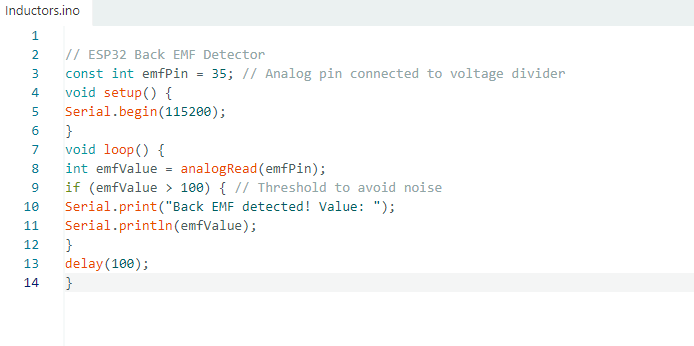 Inductors.ino
1
2 // ESP32 Back EMF Detector
3 const int emfPin = 35; // Analog pin connected to voltage divider
4 void setup() {
5 Serial.begin(115200);
6 }
7 void loop() {
8 int emfValue = analogRead(emfPin);
9 if (emfValue > 100) { // Threshold to avoid noise
10 Serial.print("Back EMF detected! Value: ");
11 Serial.println(emfValue);
12 }
13 delay(100);
14 }